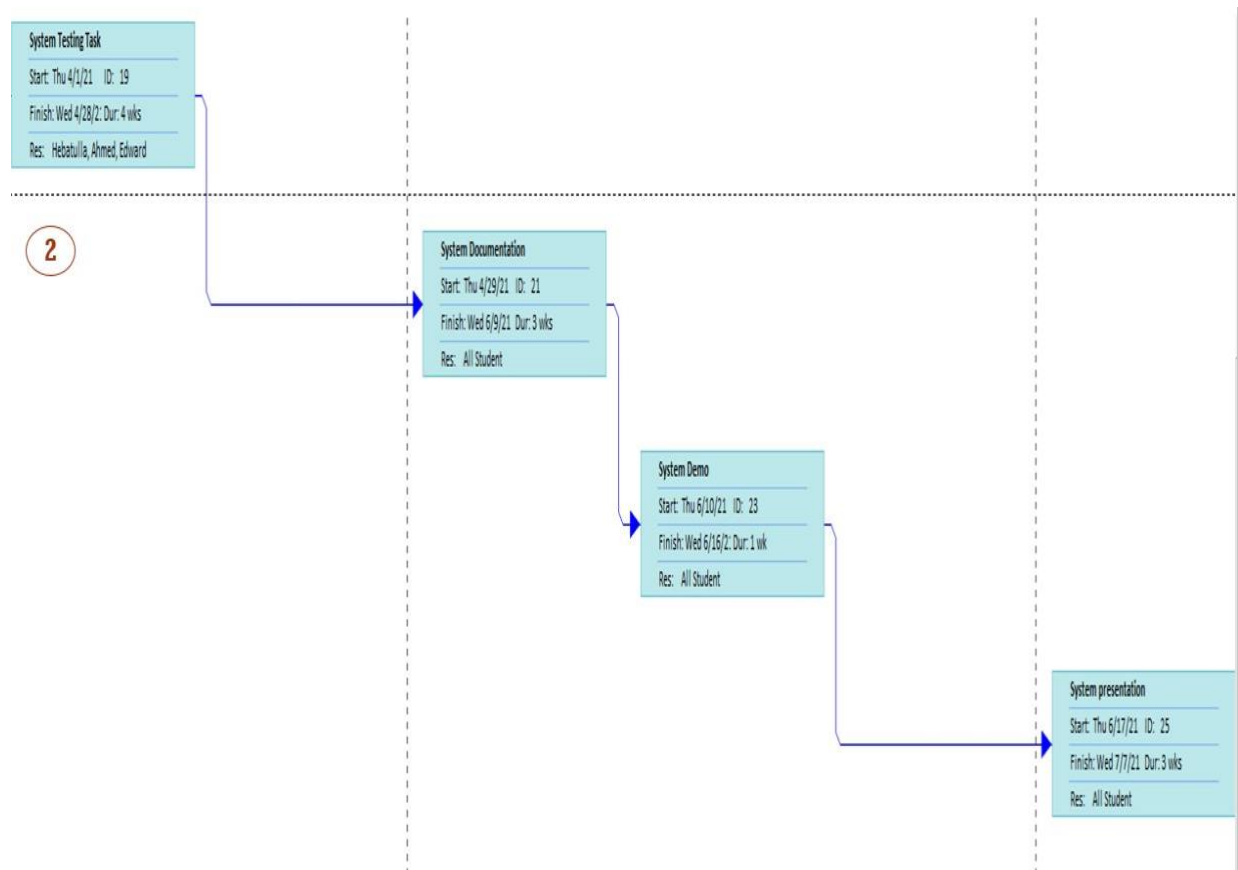 System Testing Task
Start: Thu 4/1/21 ID: 19
Finish: Wed 4/28/2: Dur: 4 wks
Res: Hebatulla, Ahmed, Edward
2
System Documentation
Start: Thu 4/29/21 ID: 21
Finish: Wed 6/9/21 Dur: 3 wks
Res: All Student
System Demo
Start: Thu 6/10/21 ID: 23
Finish: Wed 6/16/2: Dur: 1 wk
Res: All Student
System presentation
Start: Thu 6/17/21 ID: 25
Finish: Wed 7/7/21 Dur: 3 wks
Res: All Student